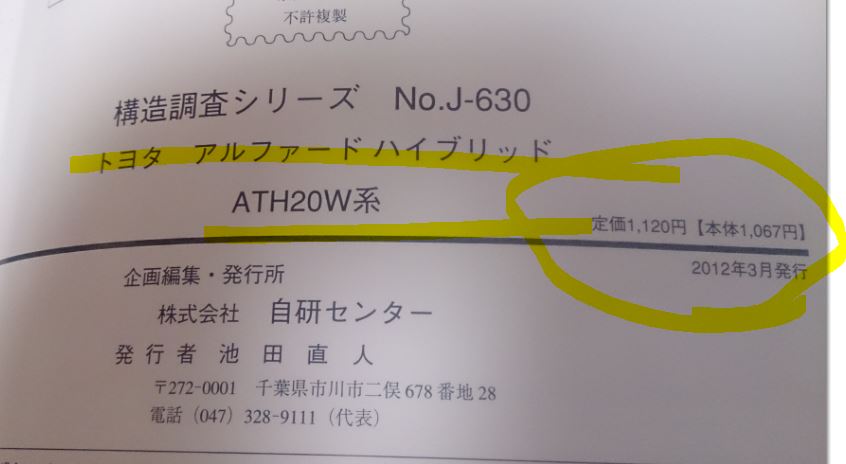 不許複製
構造調査シリーズ　No.J-630
トヨタ　アルファード ハイブリッド
ATH20W系
定価1,120円【本体1,067円】
2012年3月発行
企画編集・発行所
株式会社　自研センター
発行者 池田直人
〒272-0001　千葉県市川市二俣 678 番地 28
電話（047）328-9111（代表）